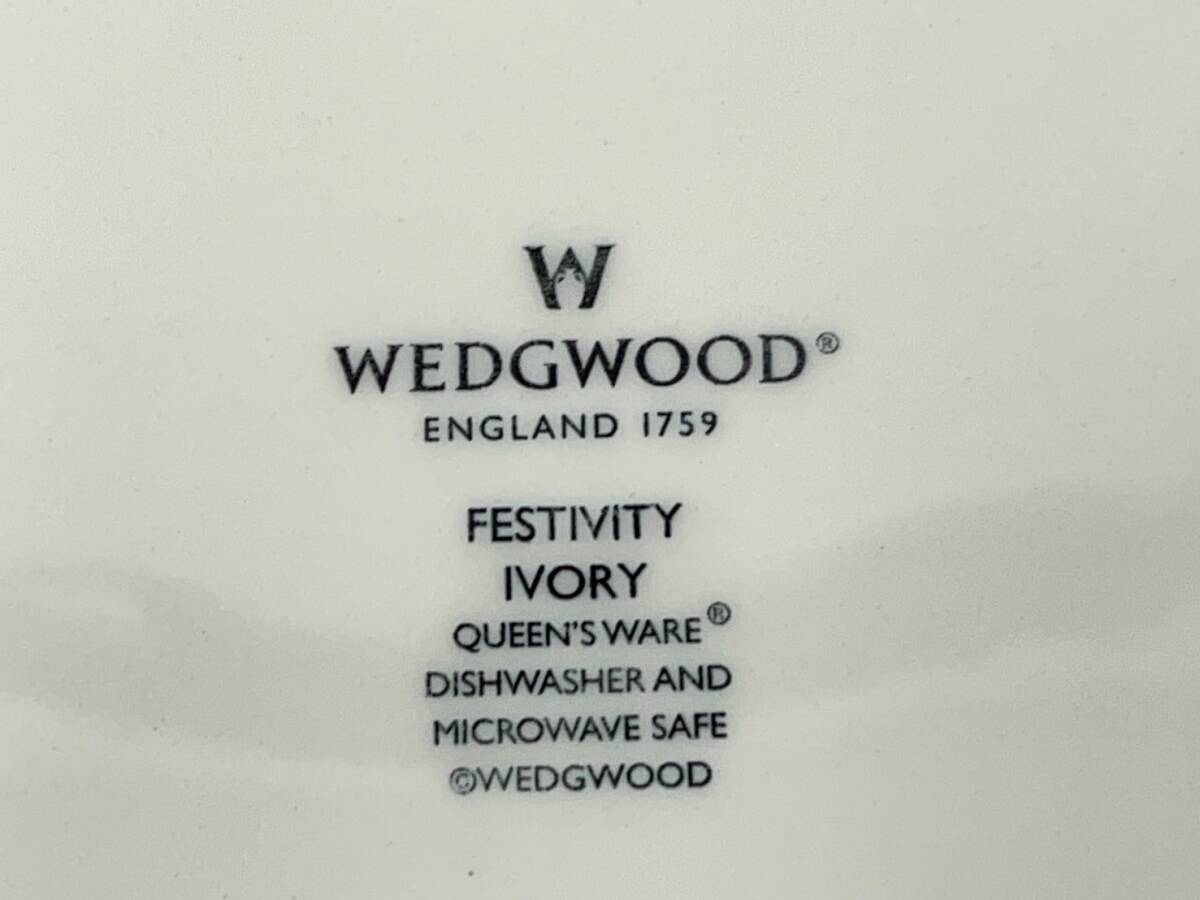 W
WEDGWOOD®
ENGLAND 1759
FESTIVITY
IVORY
QUEEN'S WARE®
DISHWASHER AND
MICROWAVE SAFE
©WEDGWOOD